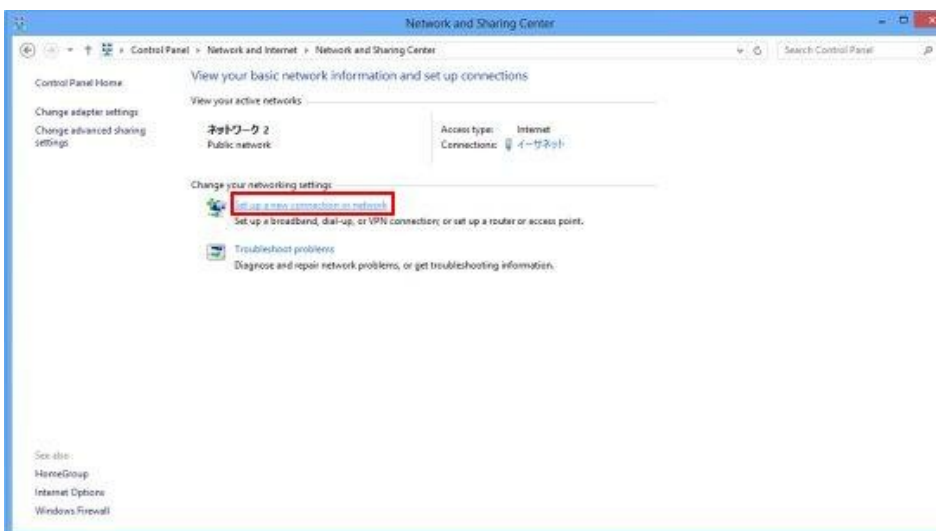 Network and Sharing Center
Control Panel > Network and Internet > Network and Sharing Center
Search Control Panel
Control Panel Home
Change adapter settings
Change advanced sharing
settings
View your basic network information and set up connections
View your active networks
ネットワーク 2
Public network
Access type: Internet
Connections: イーサネット
Change your networking settings
Set up a new connection or network
Set up a broadband, dial-up, or VPN connection; or set up a router or access point.
Troubleshoot problems
Diagnose and repair network problems, or get troubleshooting information.
See also
HomeGroup
Internet Options
Windows Firewall